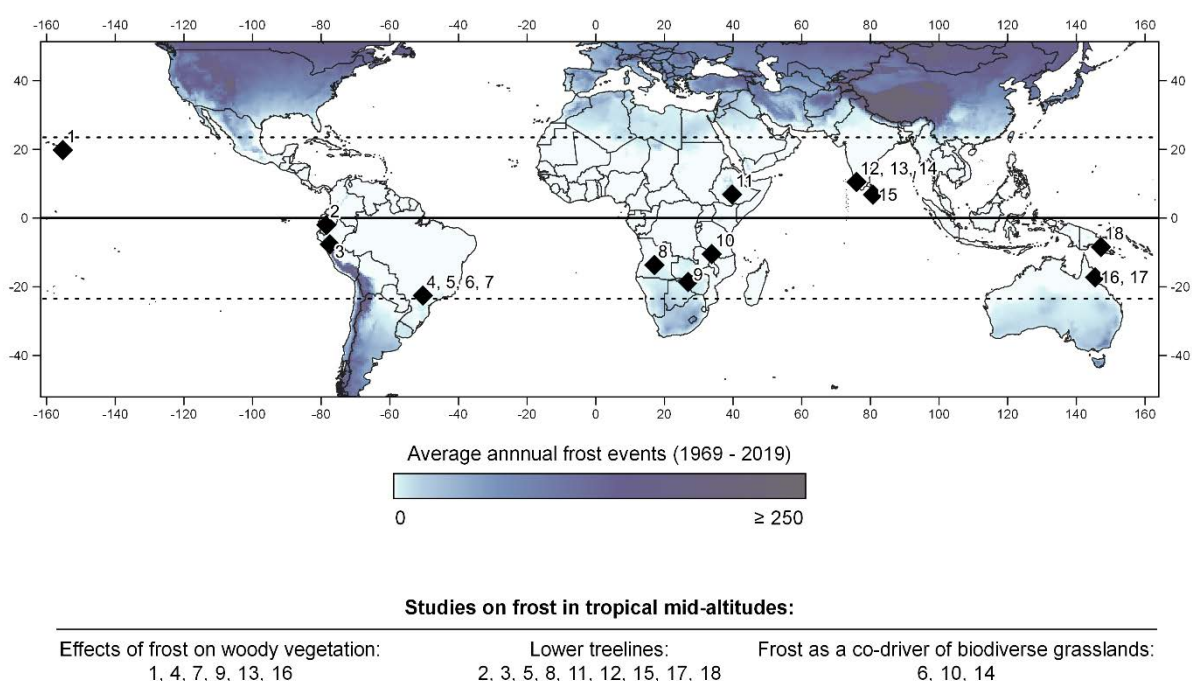 -160 -140 -120 -100 -80 -60 -40 -20 0 20 40 60 80 100 120 140 160
40 40
1
20 20
12, 13, 14
11
15
2
0 0
18
3
10
8
9
4, 5, 6, 7
16, 17
-20 -20
-40 -40
-160 -140 -120 -100 -80 -60 -40 -20 0 20 40 60 80 100 120 140 160
Average annnual frost events (1969 - 2019)
0 ≥ 250
Studies on frost in tropical mid-altitudes:
Effects of frost on woody vegetation: Lower treelines: Frost as a co-driver of biodiverse grasslands:
1, 4, 7, 9, 13, 16 2, 3, 5, 8, 11, 12, 15, 17, 18 6, 10, 14